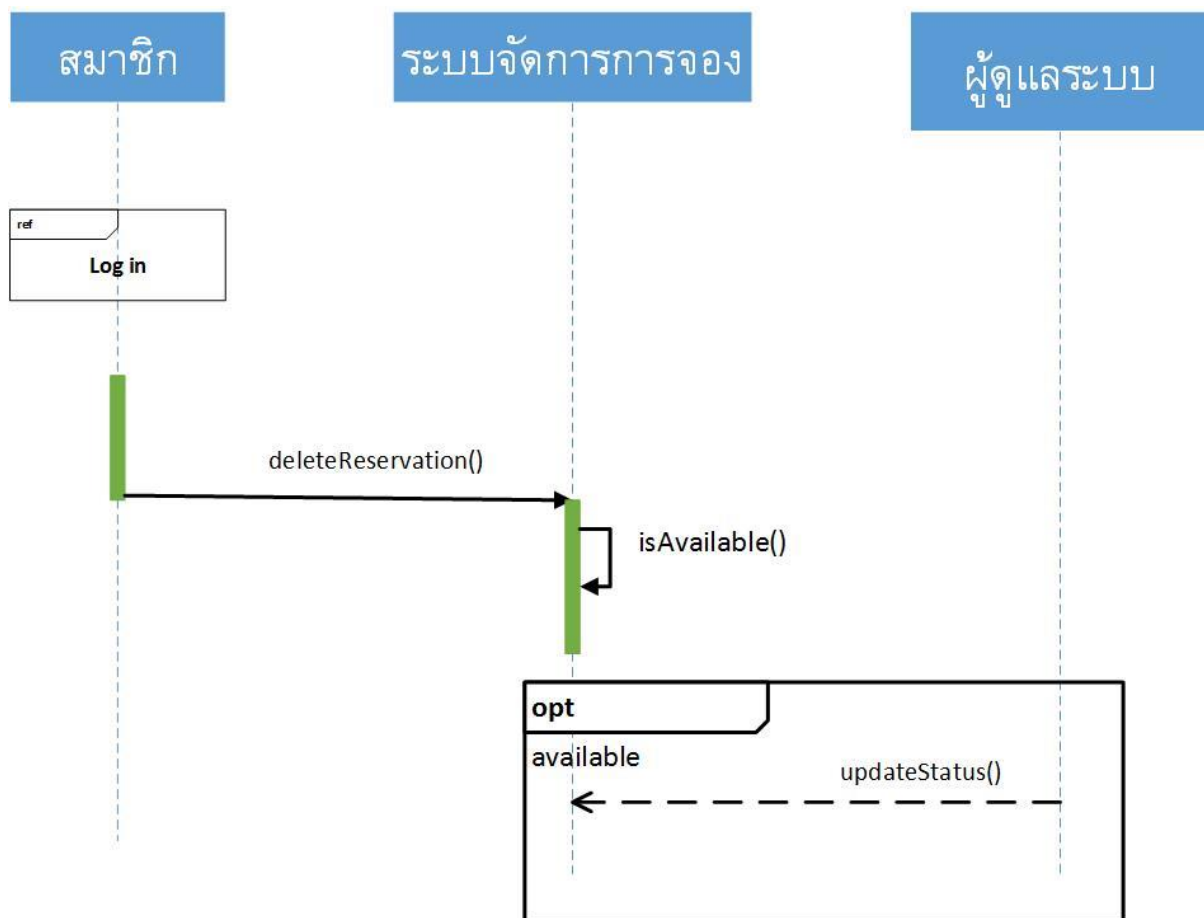 สมาชิก
ระบบจัดการการจอง
ผู้ดูแลระบบ
ref
Log in
deleteReservation()
isAvailable()
opt
available
updateStatus()